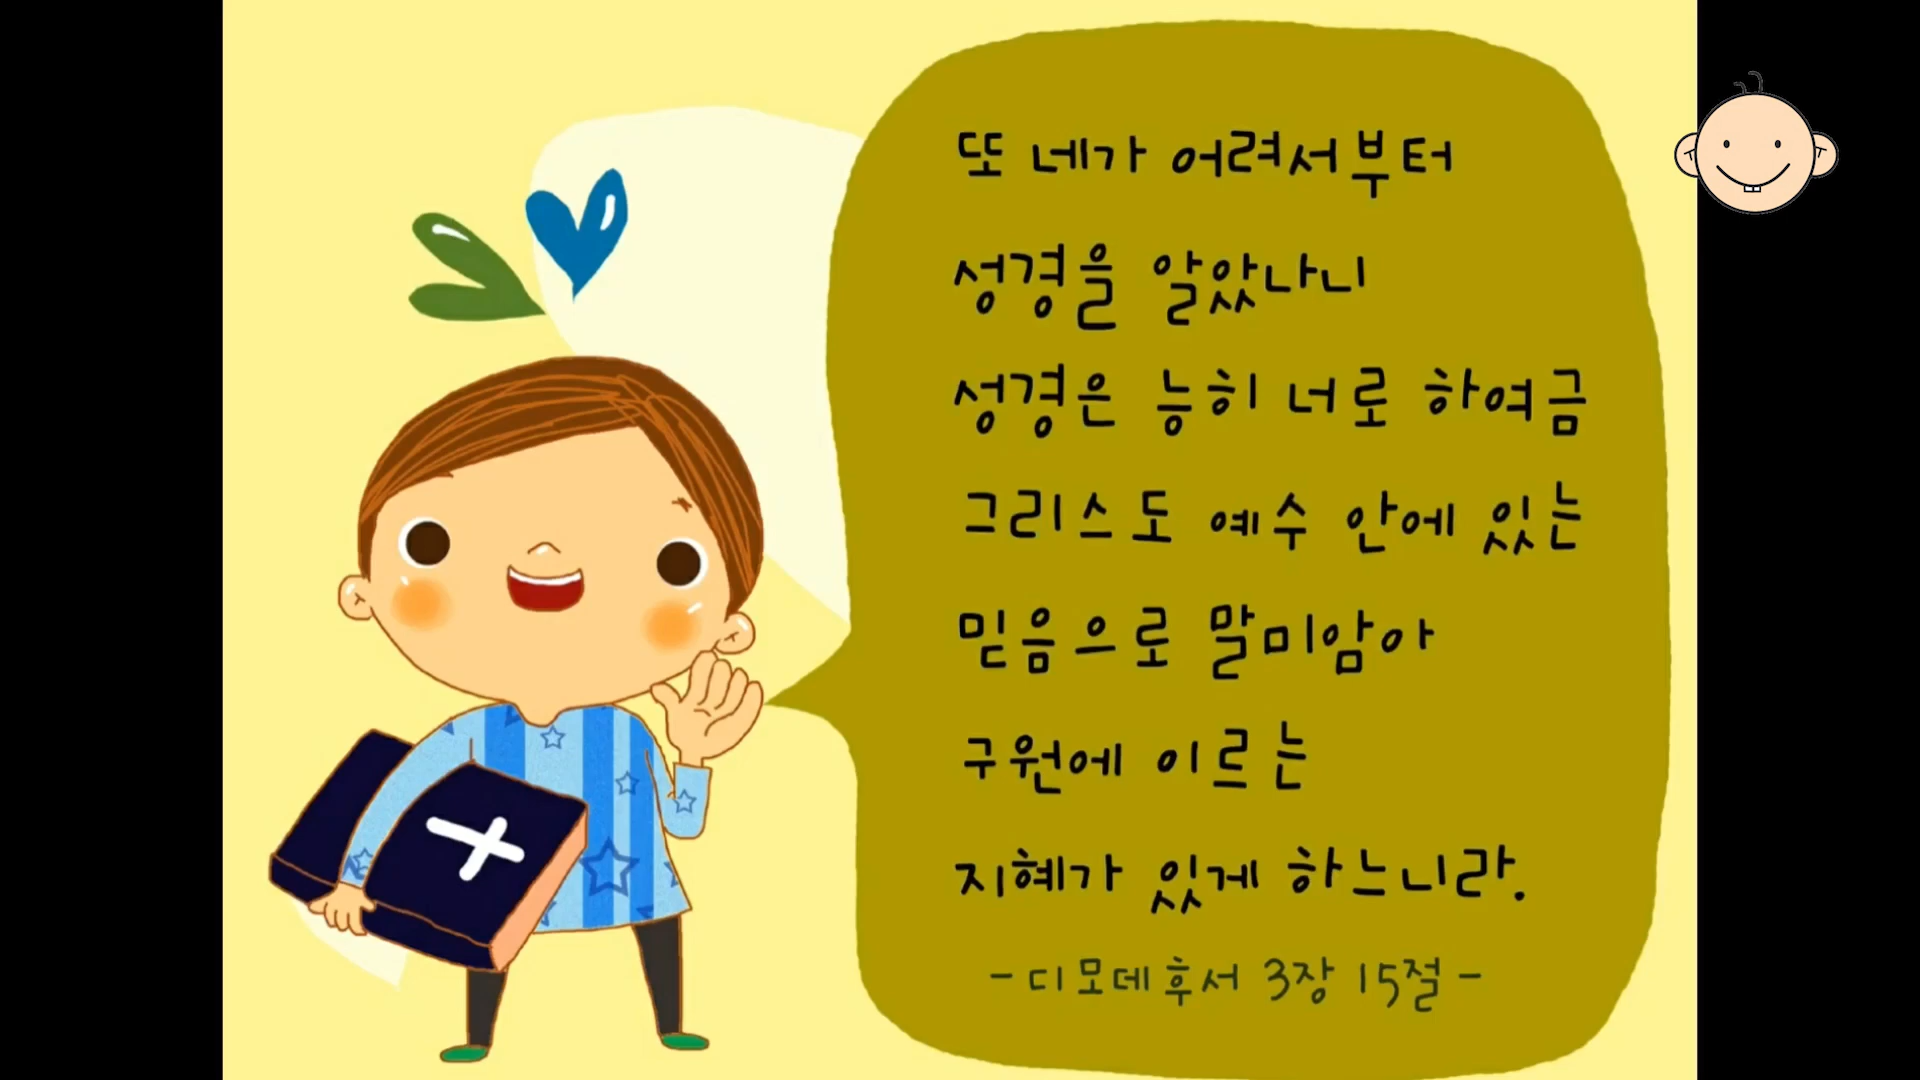 또 네가 어려서부터
성경을 알았나니
성경은 능히 너로 하여금
그리스도 예수 안에 있는
믿음으로 말미암아
구원에 이르는
지혜가 있게 하느니라.
- 디모데후서 3장 15절 -